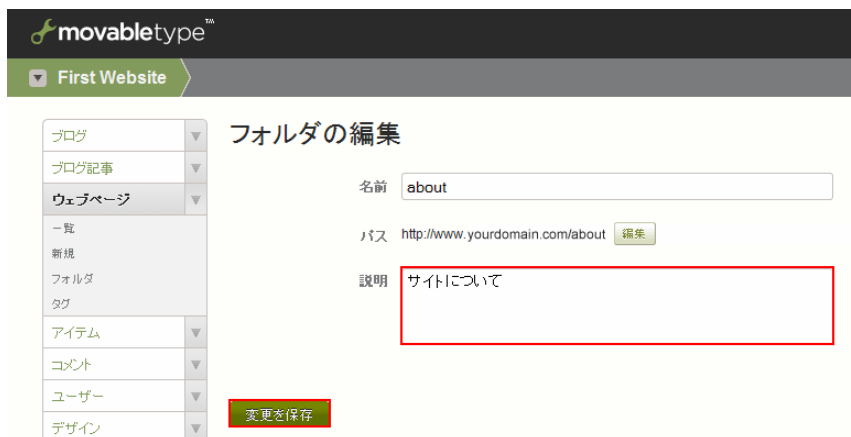 movabletype™
First Website
ブログ
ブログ記事
ウェブページ
一覧
新規
フォルダ
タグ
アイテム
コメント
ユーザー
デザイン
フォルダの編集
名前 about
パス http://www.yourdomain.com/about 編集
説明 サイトについて
変更を保存